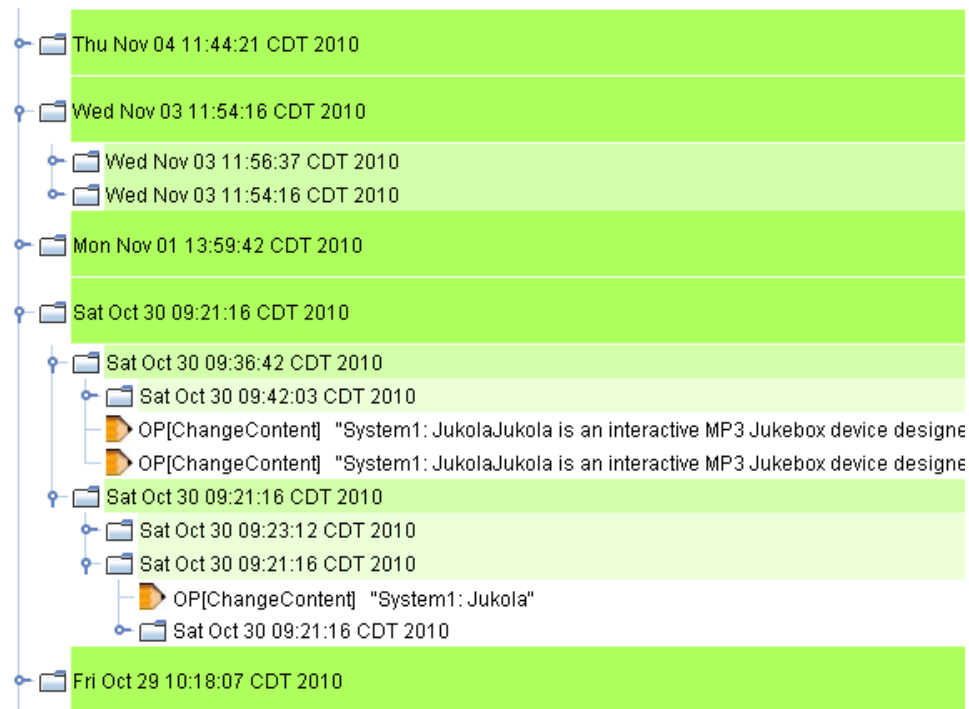 Thu Nov 04 11:44:21 CDT 2010
Wed Nov 03 11:54:16 CDT 2010
Wed Nov 03 11:56:37 CDT 2010
Wed Nov 03 11:54:16 CDT 2010
Mon Nov 01 13:59:42 CDT 2010
Sat Oct 30 09:21:16 CDT 2010
Sat Oct 30 09:36:42 CDT 2010
Sat Oct 30 09:42:03 CDT 2010
OP[ChangeContent] "System1: JukolaJukola is an interactive MP3 Jukebox device designe
OP[ChangeContent] "System1: JukolaJukola is an interactive MP3 Jukebox device designe
Sat Oct 30 09:21:16 CDT 2010
Sat Oct 30 09:23:12 CDT 2010
Sat Oct 30 09:21:16 CDT 2010
OP[ChangeContent] "System1: Jukola"
Sat Oct 30 09:21:16 CDT 2010
Fri Oct 29 10:18:07 CDT 2010